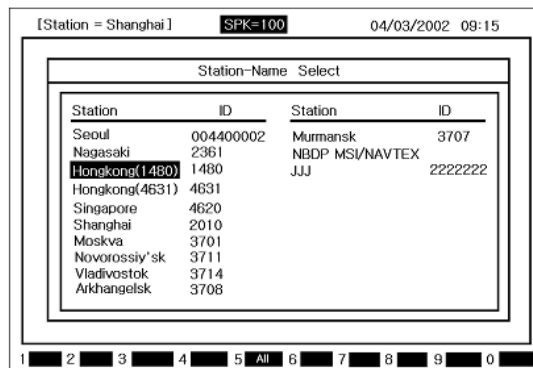 [Station = Shanghai] SPK=100 04/03/2002 09:15
Station-Name Select
Station ID Station ID
Seoul 004400002 Murmansk 3707
Nagasaki 2361 NBDP MSI/NAVTEX
Hongkong(1480) 1480 JJJ 2222222
Hongkong(4631) 4631
Singapore 4620
Shanghai 2010
Moskva 3701
Novorossiy'sk 3711
Vladivostok 3714
Arkhangelsk 3708
1 2 3 4 5 All 6 7 8 9 0